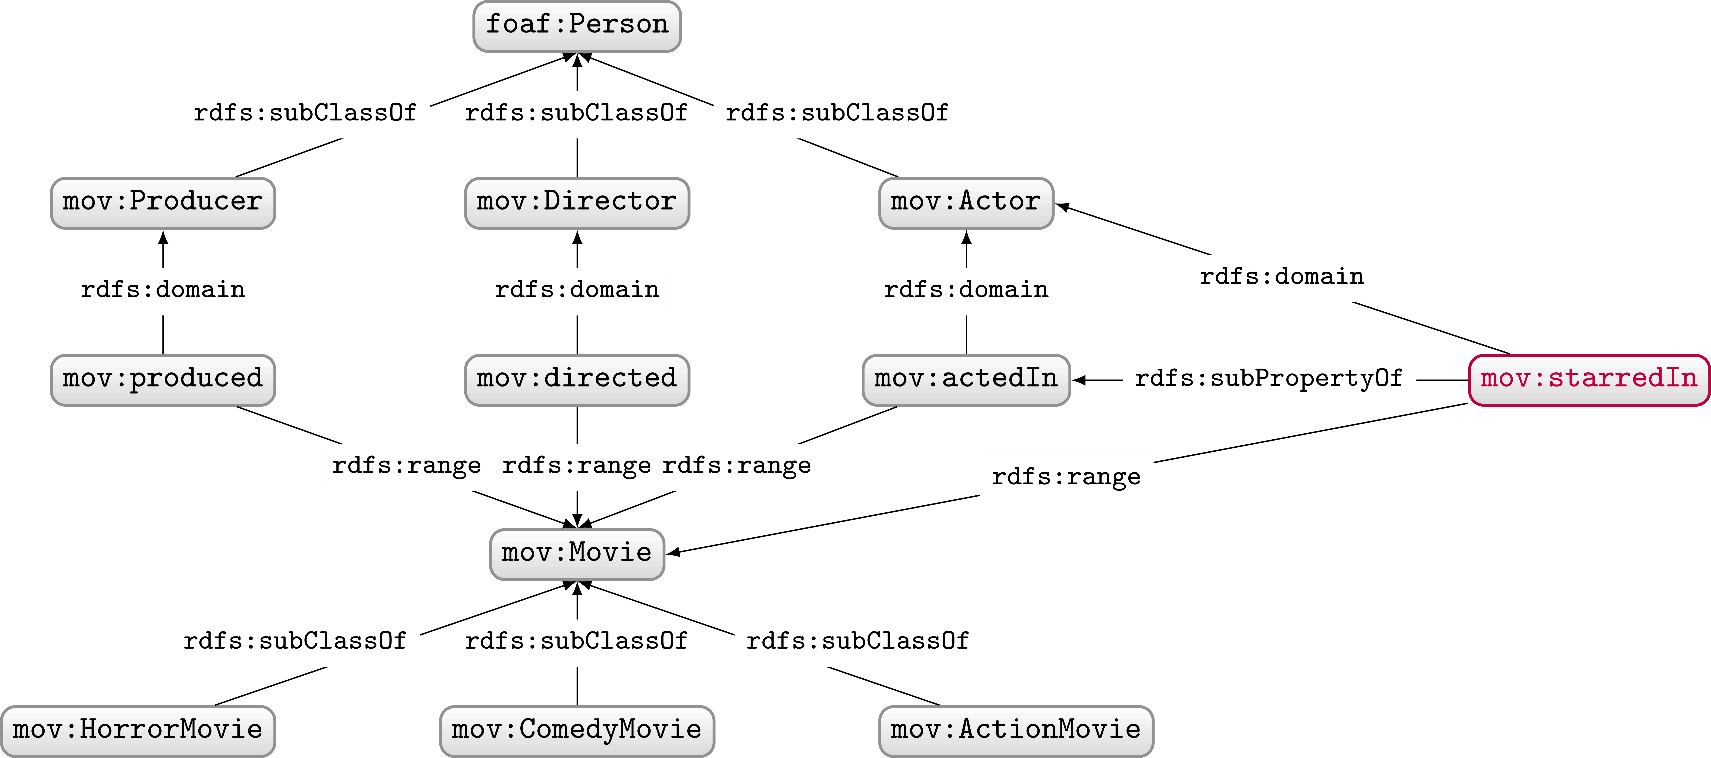 foaf:Person
rdfs:subClassOf rdfs:subClassOf rdfs:subClassOf
mov:Producer mov:Director mov:Actor
rdfs:domain
rdfs:domain rdfs:domain rdfs:domain
mov:produced mov:directed mov:actedIn rdfs:subPropertyOf mov:starredIn
rdfs:range rdfs:range rdfs:range
rdfs:range
mov:Movie
rdfs:subClassOf rdfs:subClassOf rdfs:subClassOf
mov:HorrorMovie mov:ComedyMovie mov:ActionMovie